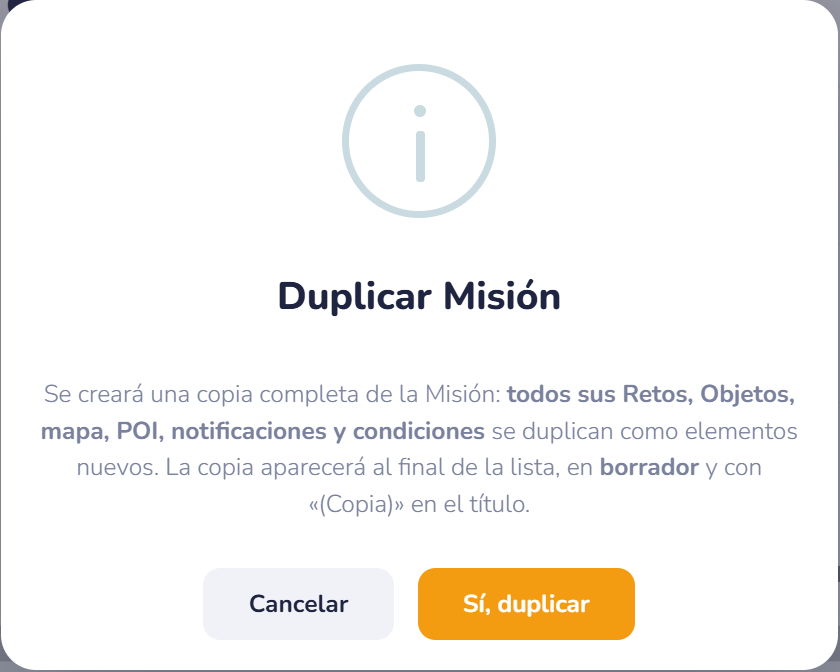 Duplicar Misión
Se creará una copia completa de la Misión: todos sus Retos, Objetos,
mapa, POI, notificaciones y condiciones se duplican como elementos
nuevos. La copia aparecerá al final de la lista, en borrador y con
«(Copia)» en el título.
Cancelar
Sí, duplicar